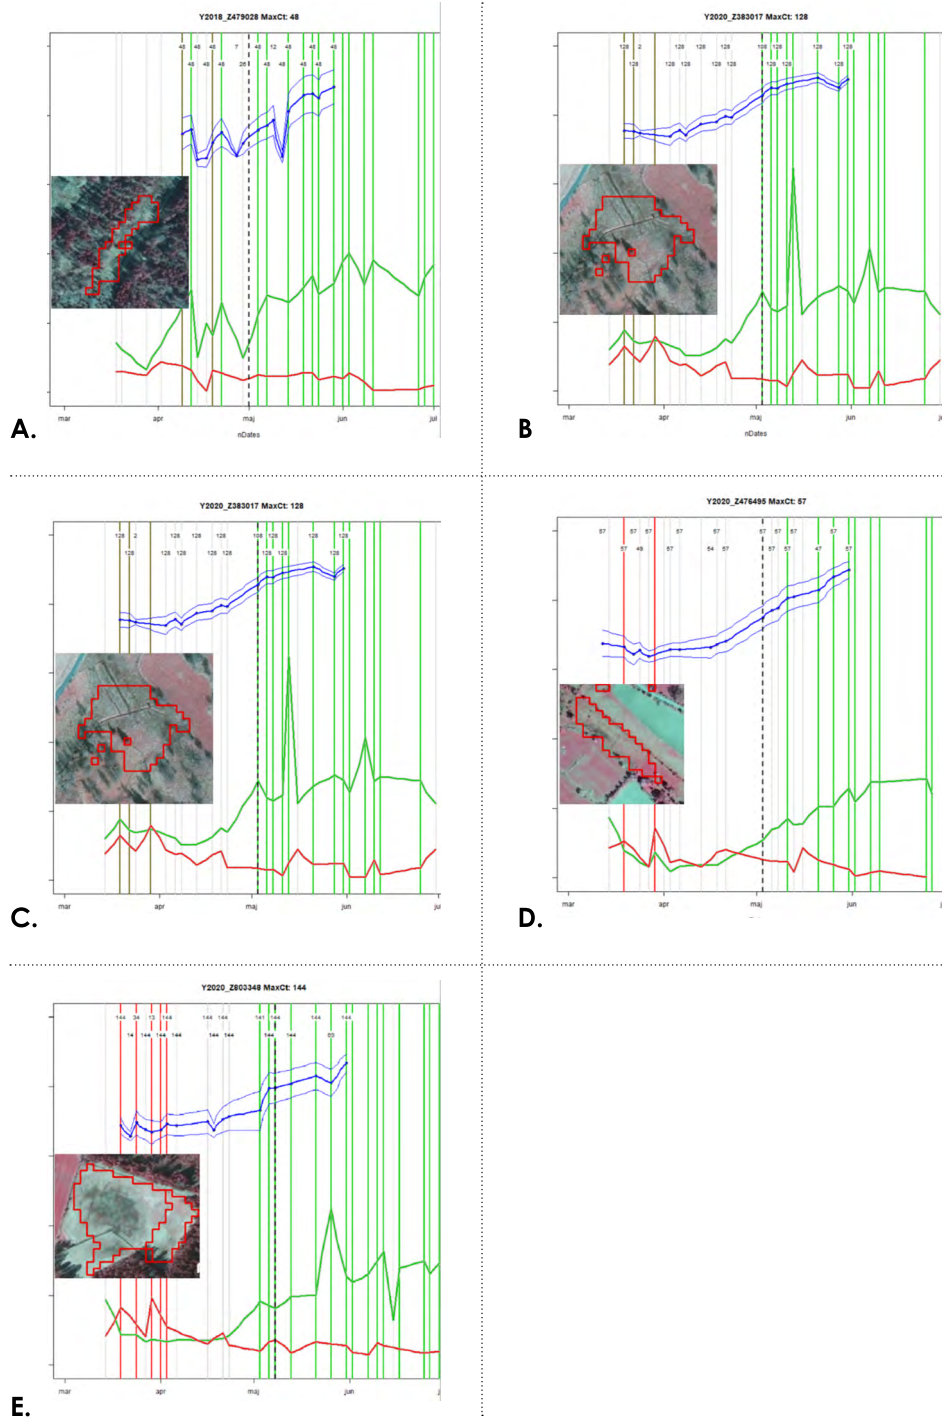 Y2018_Z479028 MaxCt: 48
48 48 48 7 48 12 48 48 48
48 48 48 26 48 48 48 48
mar apr maj jun jul
nDates
A.
Y2020_Z383017 MaxCt: 128
128 2 128 128 128 108 128 128 128
128 128 128 128 128 128 128 128
mar apr maj jun j
nDates
B
Y2020_Z383017 MaxCt: 128
128 2 128 128 128 108 128 128 128
128 128 128 128 128 128 128 128
mar apr maj jun jul
C.
Y2020_Z476495 MaxCt: 57
57 57 57 57 57 57 57 57 57
57 49 57 54 57 57 57 47 57
mar apr maj jun
D.
Y2020_Z803348 MaxCt: 144
144 34 13 144 144 144 141 144 144 144
14 144 144 144 144 144 144 144
mar apr maj jun j
E.